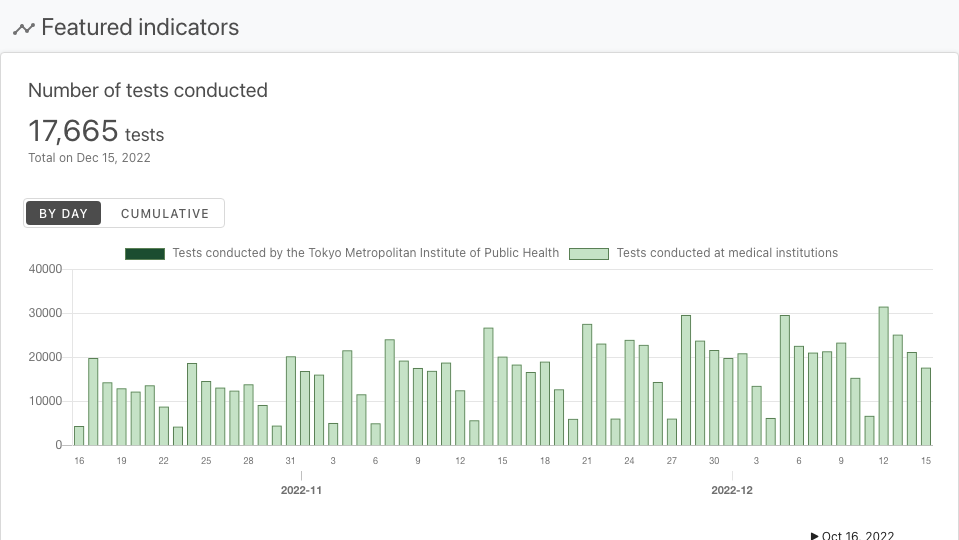 Featured indicators
Number of tests conducted
17,665 tests
Total on Dec 15, 2022
BY DAY CUMULATIVE
Tests conducted by the Tokyo Metropolitan Institute of Public Health Tests conducted at medical institutions
40000
30000
20000
10000
0
16 19 22 25 28 31 3 6 9 12 15 18 21 24 27 30 3 6 9 12 15
2022-11 2022-12
▶ Oct 16, 2022